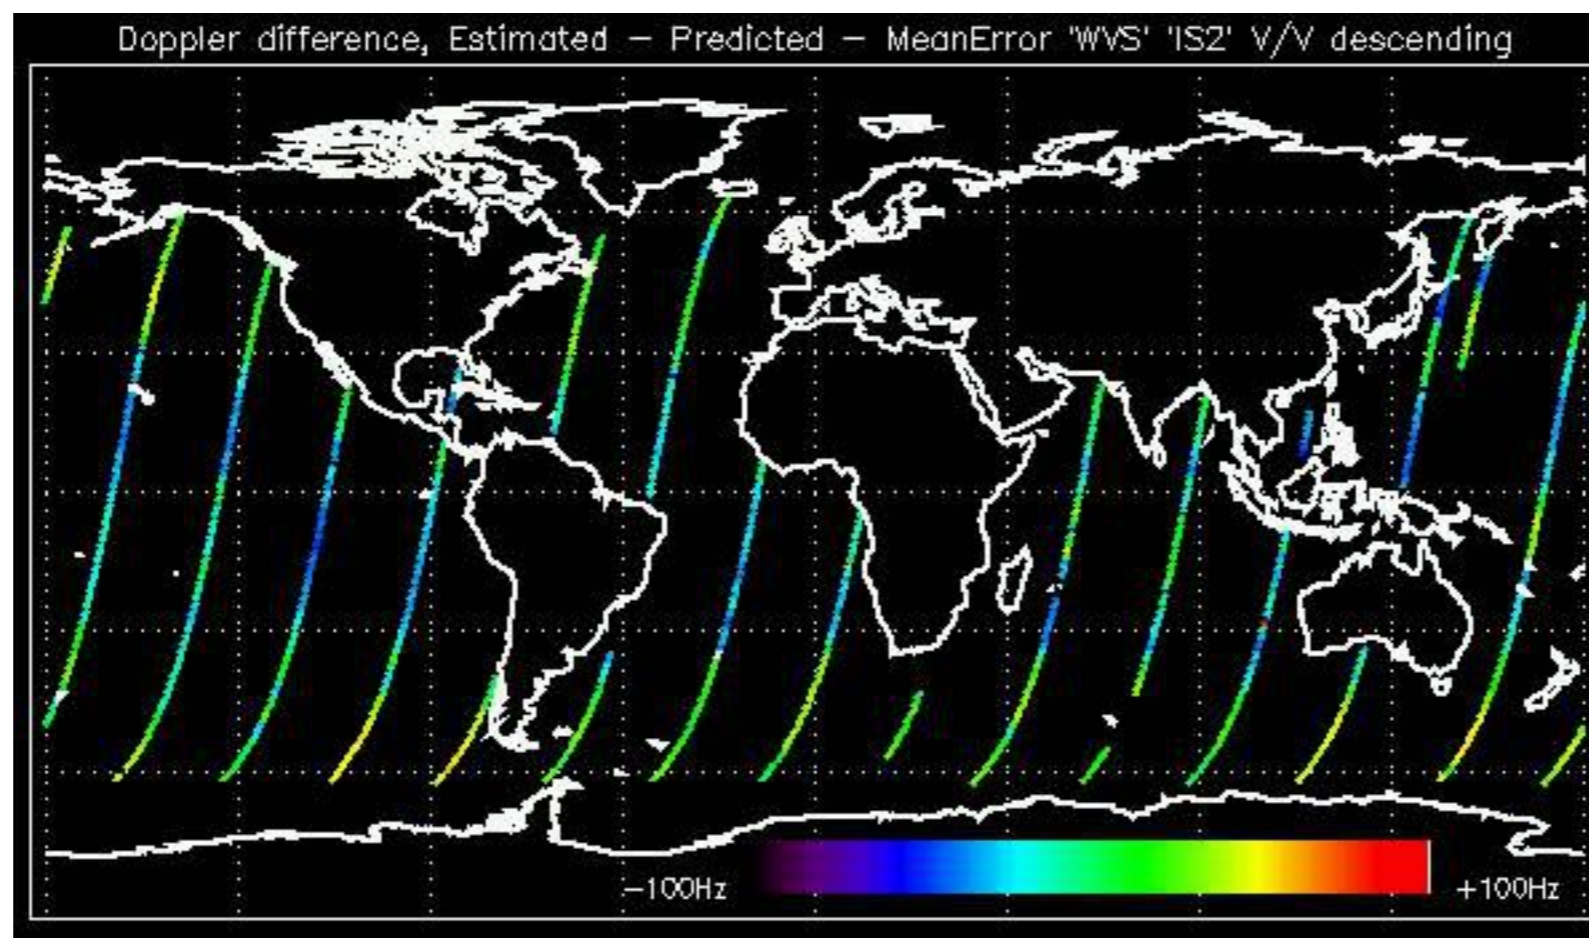 Doppler difference, Estimated – Predicted – MeanError 'WVS' 'IS2' V/V descending
–100Hz
+100Hz